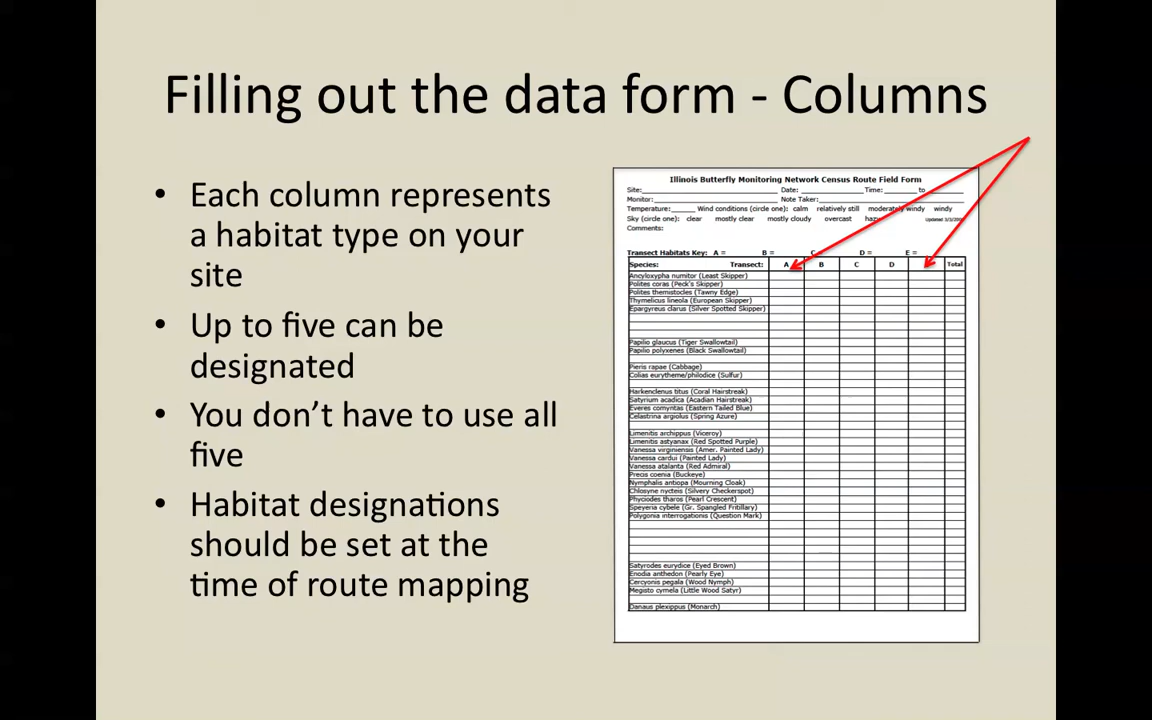 Filling out the data form - Columns
• Each column represents
a habitat type on your
site
• Up to five can be
designated
• You don’t have to use all
five
• Habitat designations
should be set at the
time of route mapping
Illinois Butterfly Monitoring Network Census Route Field Form
Site: Date: Time: to
Monitor: Note Taker:
Temperature: Wind conditions (circle one): calm relatively still moderately windy windy
Sky (circle one): clear mostly clear mostly cloudy overcast hazy Updated
Comments:
Transect Habitats Key: A = B = C = D = E =
Species: Transect: A B C D Total
Ancyloxypha numitor (Least Skipper)
Polites coras (Peck's Skipper)
Polites themistocles (Tawny Edge)
Thymelicus lineola (European Skipper)
Epargyreus clarus (Silver Spotted Skipper)
Papilio glaucus (Tiger Swallowtail)
Papilio polyxenes (Black Swallowtail)
Pieris rapae (Cabbage)
Colias eurytheme/philodice (Sulfur)
Harkenclenus titus (Coral Hairstreak)
Satyrium acadica (Acadian Hairstreak)
Everes comyntas (Eastern Tailed Blue)
Celastrina argiolus (Spring Azure)
Limenitis archippus (Viceroy)
Limenitis astyanax (Red Spotted Purple)
Vanessa virginiensis (Amer. Painted Lady)
Vanessa cardui (Painted Lady)
Vanessa atalanta (Red Admiral)
Precis coenia (Buckeye)
Nymphalis antiopa (Mourning Cloak)
Chlosyne nycteis (Silvery Checkerspot)
Phyciodes tharos (Pearl Crescent)
Speyeria cybele (Gr. Spangled Fritillary)
Polygonia interrogationis (Question Mark)
Satyrodes eurydice (Eyed Brown)
Enodia anthedon (Pearly Eye)
Cercyonis pegala (Wood Nymph)
Megisto cymela (Little Wood Satyr)
Danaus plexippus (Monarch)